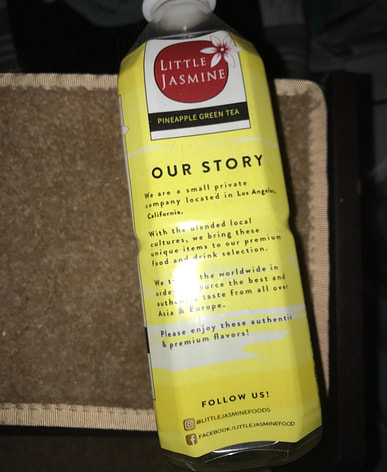 LITTLE
JASMINE
PINEAPPLE GREEN TEA
OUR STORY
We are a small private
company located in Los Angeles,
California.
With the blended local
cultures, we bring these
unique items to our premium
food and drink selection.
We the worldwide in
source the best and
taste from all over
Asia & Europe.
Please enjoy these authentic
& premium flavors!
FOLLOW US!
@LITTLEJASMINEFOODS
FACEBOOK/LITTLEJASMINEFOOD